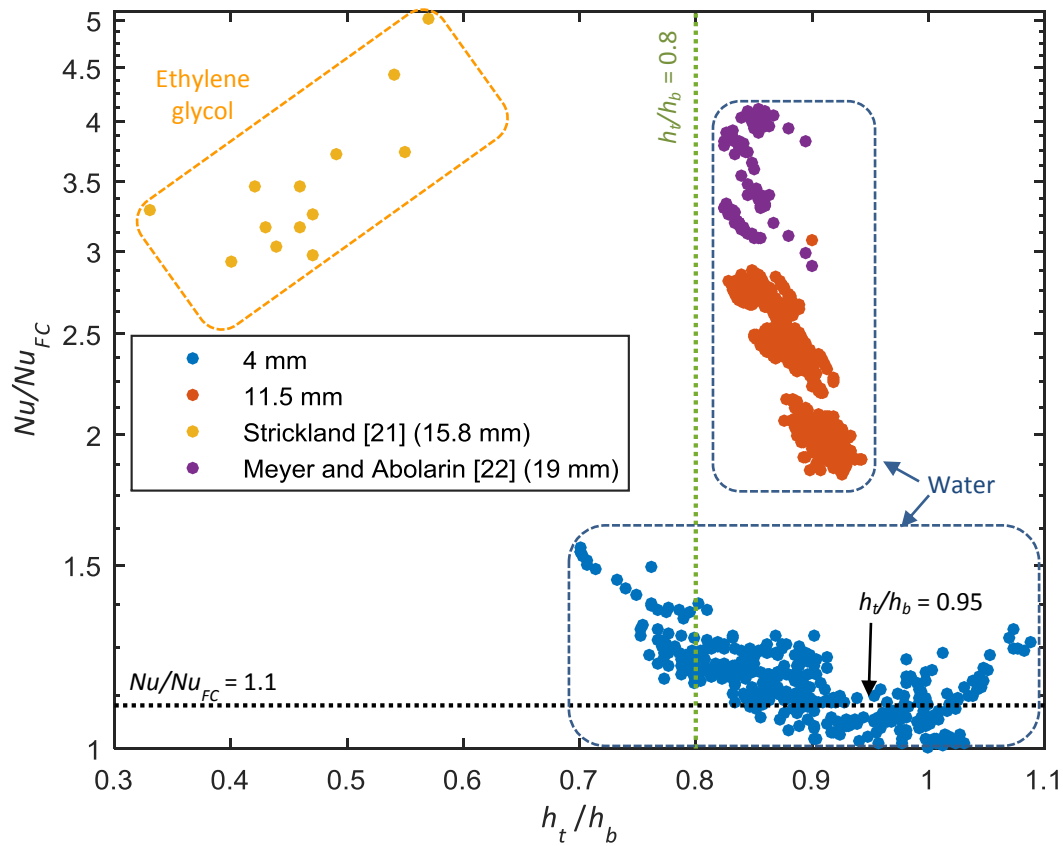 5
4.5
4
3.5
3
2.5
2
1.5
1
Nu/Nu_FC
Ethylene
glycol
h_t/h_b = 0.8
4 mm
11.5 mm
Strickland [21] (15.8 mm)
Meyer and Abolarin [22] (19 mm)
Water
h_t/h_b = 0.95
Nu/Nu_FC = 1.1
0.3 0.4 0.5 0.6 0.7 0.8 0.9 1 1.1
h_t/h_b